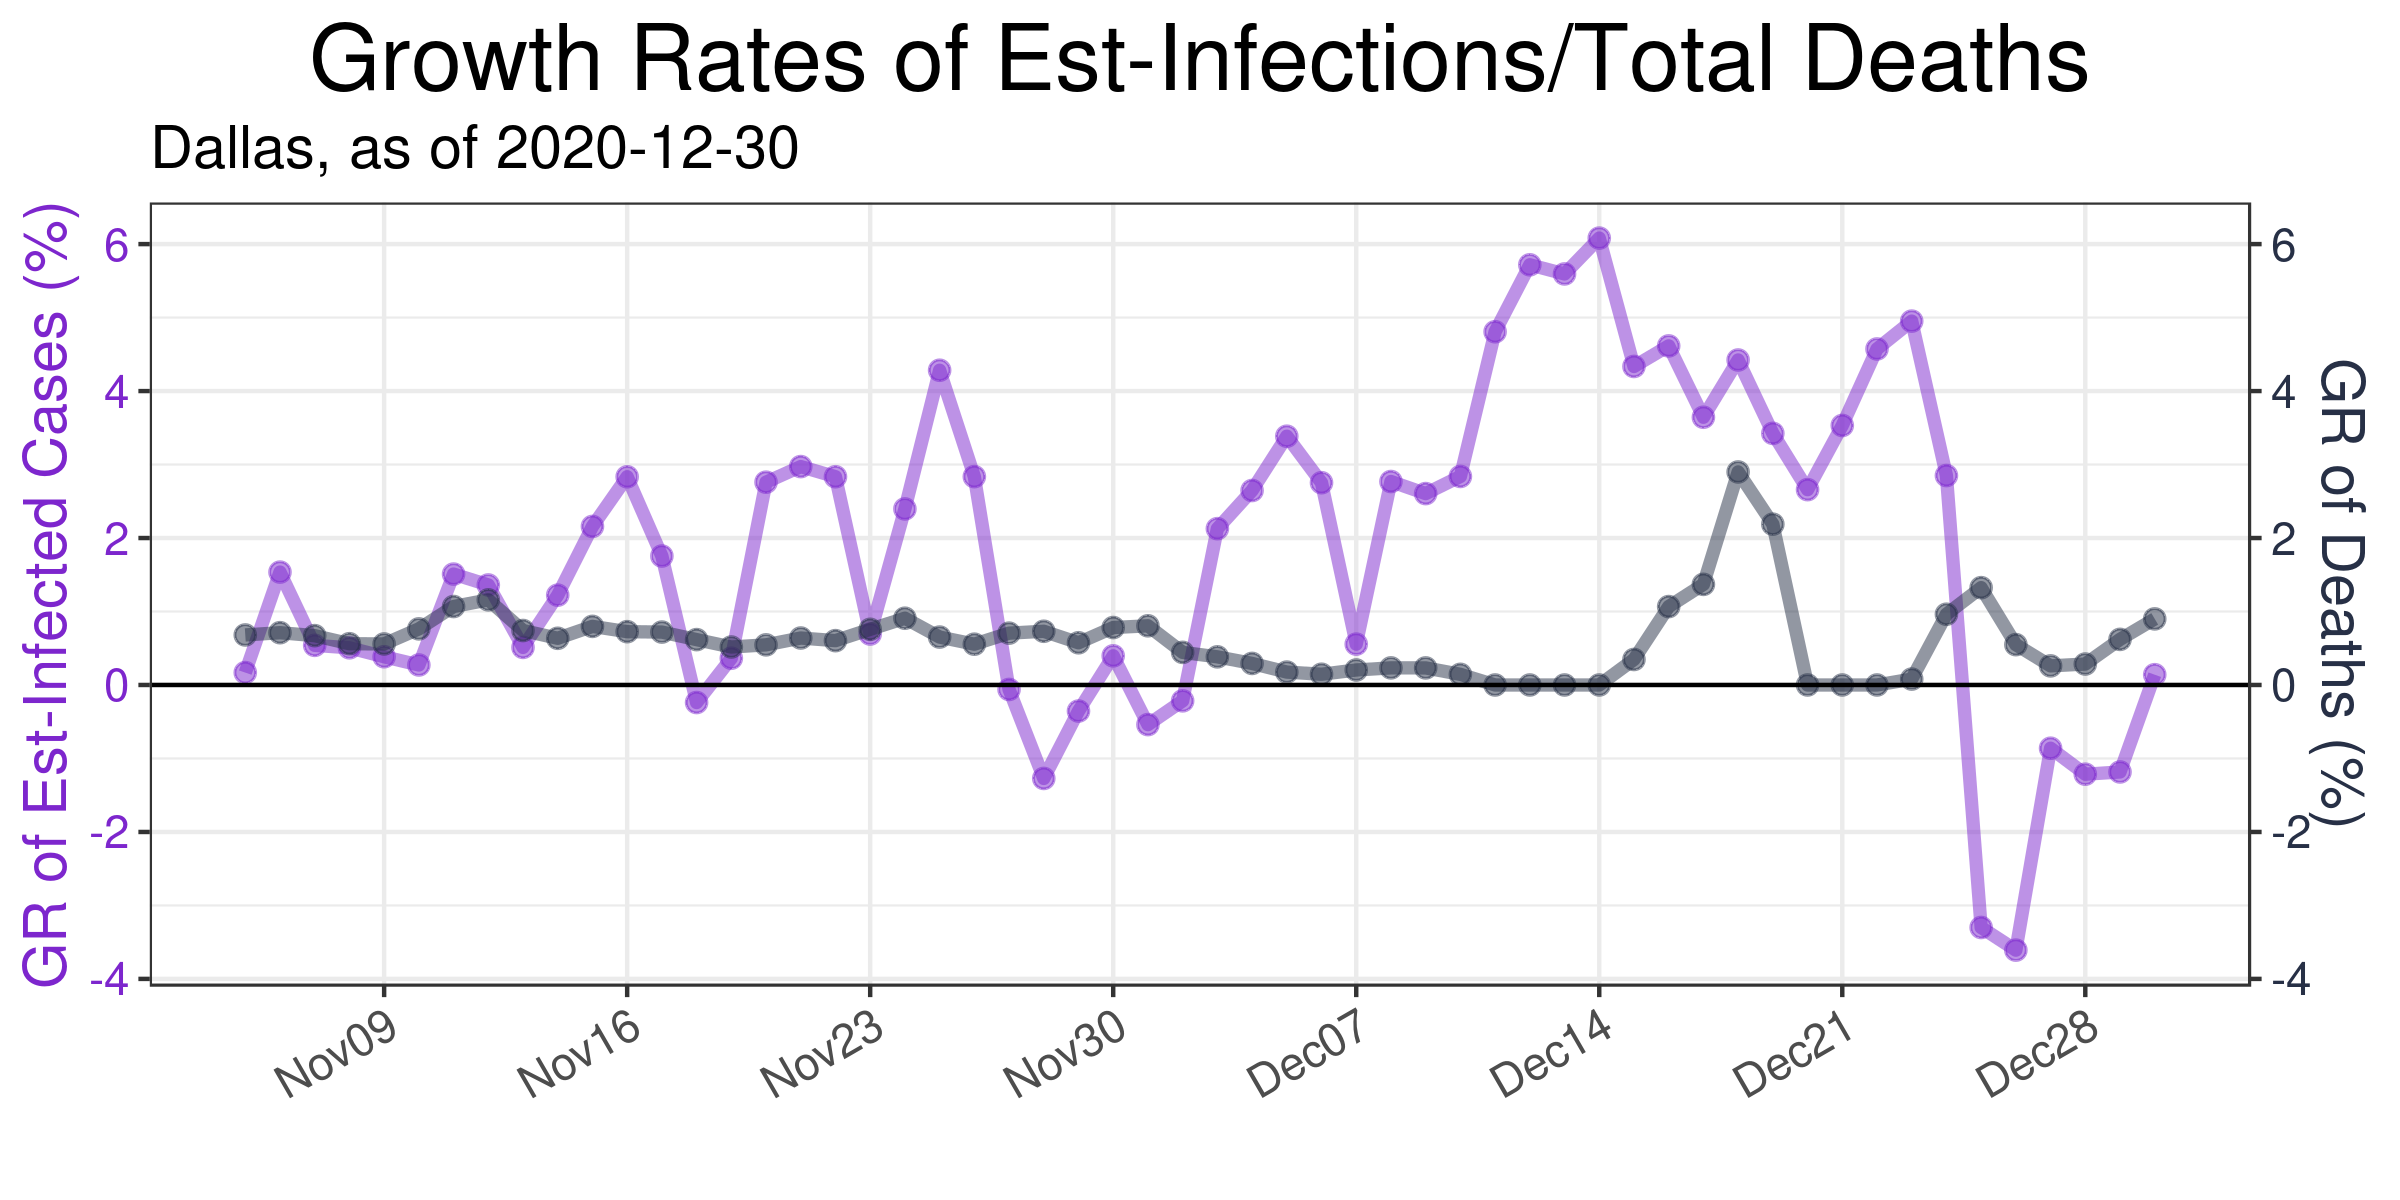 Growth Rates of Est-Infections/Total Deaths
Dallas, as of 2020-12-30
GR of Est-Infected Cases (%)
6
4
2
0
-2
-4
6
4
2
0
-2
-4
GR of Deaths (%)
Nov09
Nov16
Nov23
Nov30
Dec07
Dec14
Dec21
Dec28